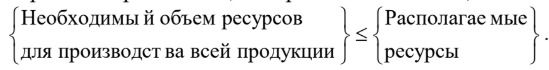 {Необходимы й объем ресурсов для производст ва всей продукции} ≤ {Располагае мые ресурсы}.